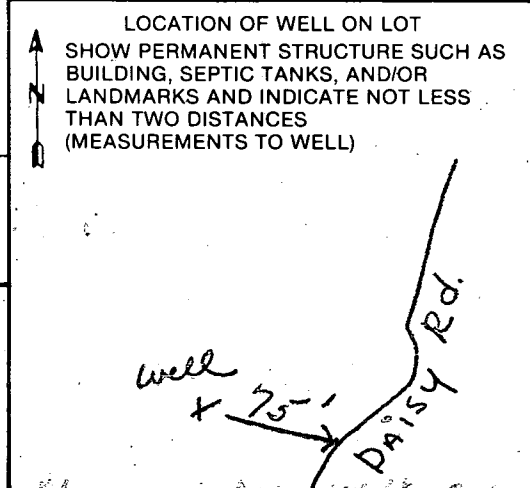 LOCATION OF WELL ON LOT
SHOW PERMANENT STRUCTURE SUCH AS
BUILDING, SEPTIC TANKS, AND/OR
N LANDMARKS AND INDICATE NOT LESS
THAN TWO DISTANCES
(MEASUREMENTS TO WELL)
well
+ 75'
DAISY Rd.